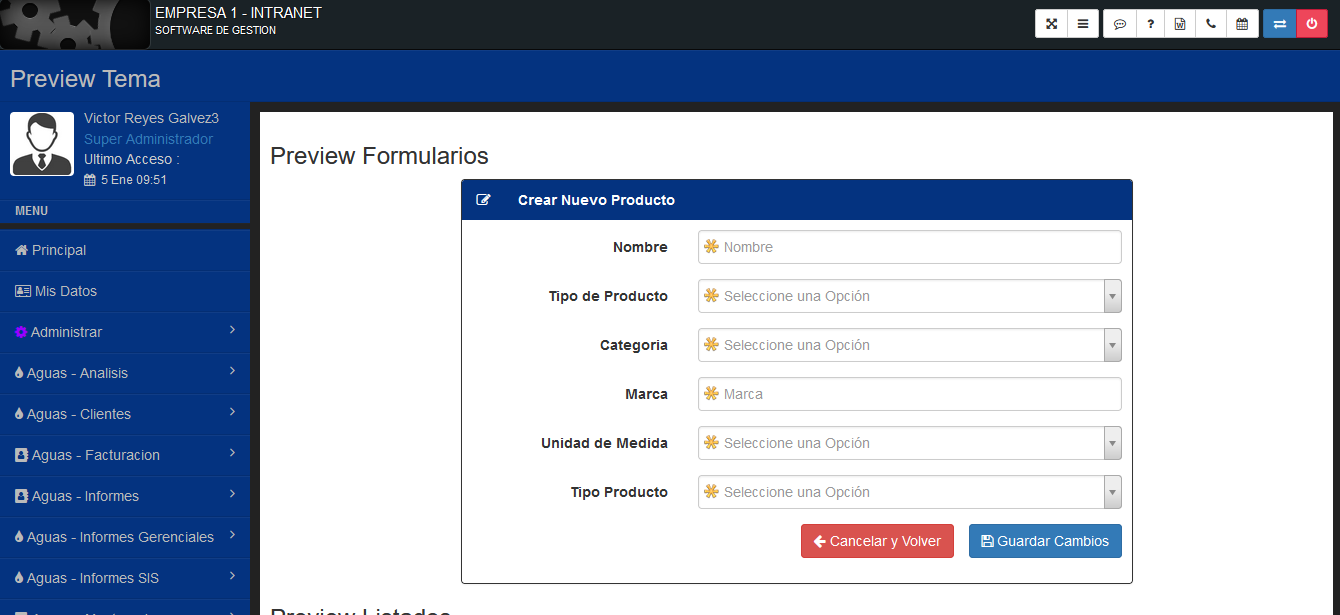 EMPRESA 1 - INTRANET
SOFTWARE DE GESTION
Preview Tema
Victor Reyes Galvez3
Super Administrador
Ultimo Acceso :
5 Ene 09:51
MENU
Principal
Mis Datos
Administrar
Aguas - Analisis
Aguas - Clientes
Aguas - Facturacion
Aguas - Informes
Aguas - Informes Gerenciales
Aguas - Informes SIS
Preview Formularios
Crear Nuevo Producto
Nombre Nombre
Tipo de Producto Seleccione una Opción
Categoria Seleccione una Opción
Marca Marca
Unidad de Medida Seleccione una Opción
Tipo Producto Seleccione una Opción
Cancelar y Volver Guardar Cambios
Preview Listados